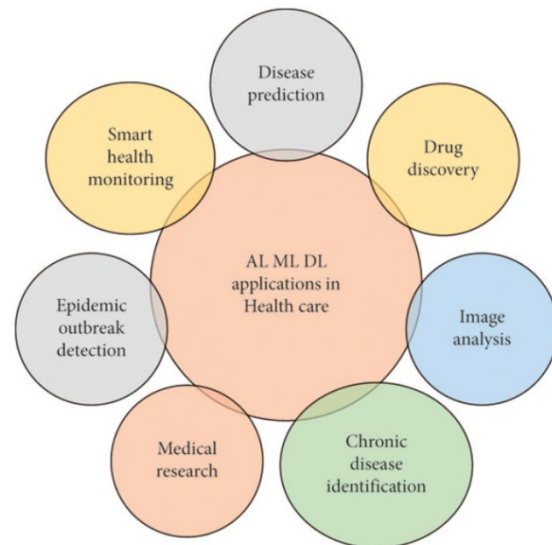 Disease
prediction
Smart
health
monitoring
Drug
discovery
AL ML DL
applications in
Health care
Epidemic
outbreak
detection
Image
analysis
Medical
research
Chronic
disease
identification